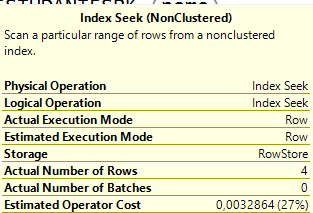 Index Seek (NonClustered)
Scan a particular range of rows from a nonclustered
index.
Physical Operation Index Seek
Logical Operation Index Seek
Actual Execution Mode Row
Estimated Execution Mode Row
Storage RowStore
Actual Number of Rows 4
Actual Number of Batches 0
Estimated Operator Cost 0,0032864 (27%)